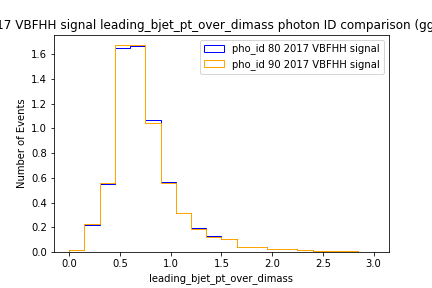 17 VBFHH signal leading_bjet_pt_over_dimass photon ID comparison (gg
pho_id 80 2017 VBFHH signal
pho_id 90 2017 VBFHH signal
Number of Events
1.6
1.4
1.2
1.0
0.8
0.6
0.4
0.2
0.0
0.0 0.5 1.0 1.5 2.0 2.5 3.0
leading_bjet_pt_over_dimass